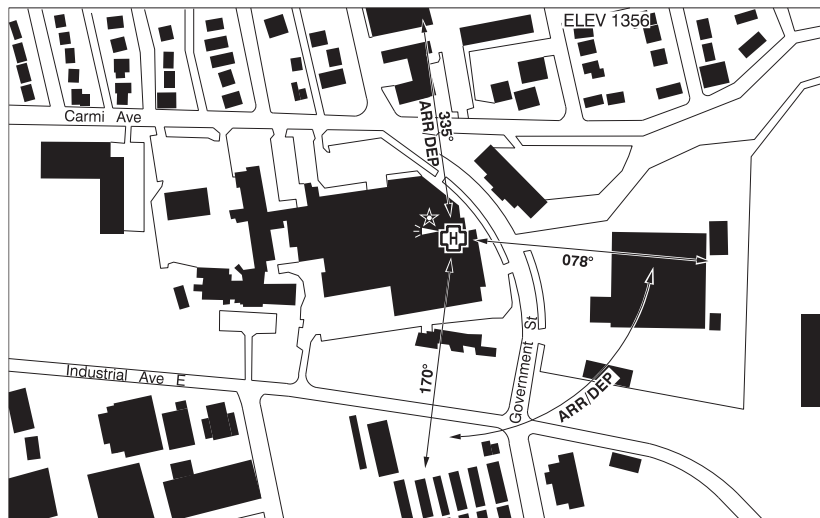 ELEV 1356
Carmi Ave
335°
ARR/DEP
H
078°
170°
Government St
Industrial Ave E
ARR/DEP